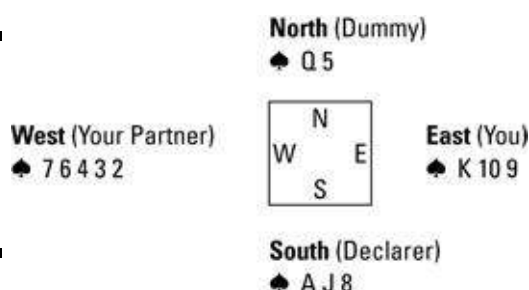 North (Dummy)
♠ Q 5
West (Your Partner)
♠ 7 6 4 3 2
N
W E
S
East (You)
♠ K 10 9
South (Declarer)
♠ A J 8